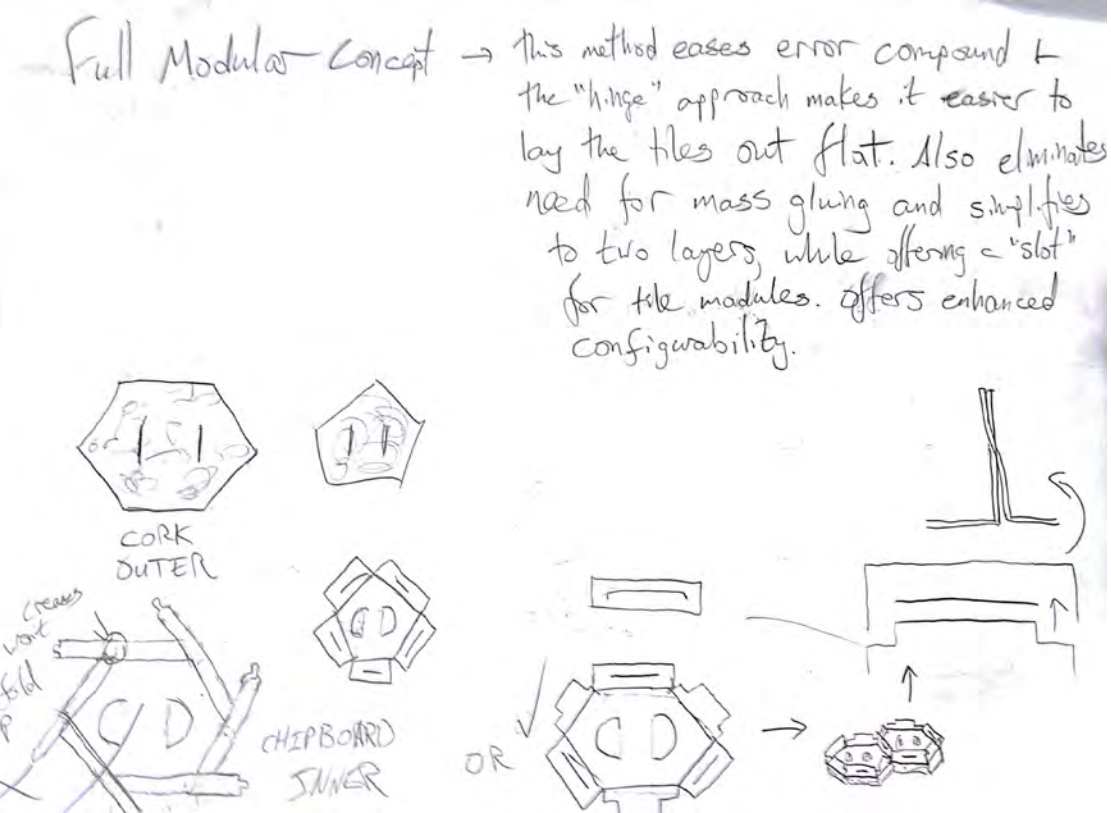 Full Modular Concept → this method eases error compound +
the "hinge" approach makes it easier to
lay the tiles out flat. Also eliminates
need for mass gluing and simplifies
to two layers, while offering a "slot"
for tile modules. Offers enhanced
configurability.
CORK
OUTER
creases
won't
fold
CHIPBOARD
INNER
OR